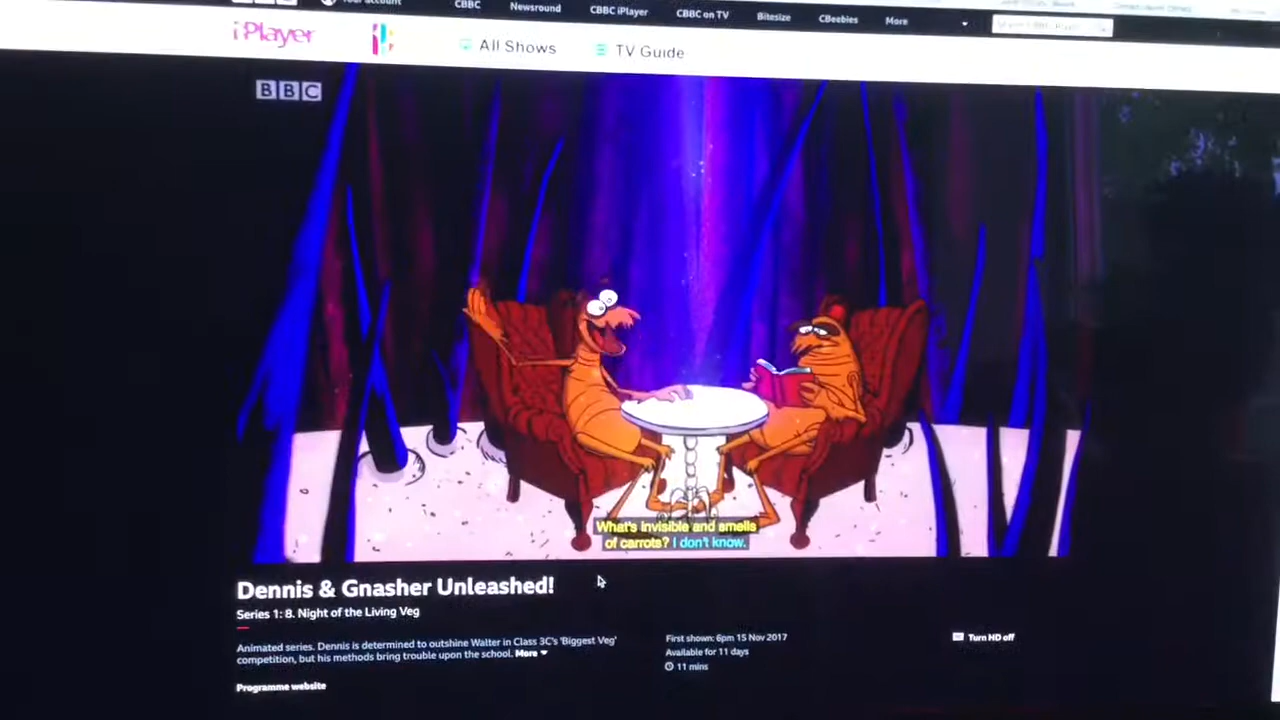 CBBC Newsround CBBC iPlayer CBBC on TV Bitesize CBeebies More
iPlayer All Shows TV Guide
BBC
What's invisible and smells
of carrots? I don't know.
Dennis & Gnasher Unleashed!
Series 1: 8. Night of the Living Veg
Animated series. Dennis is determined to outshine Walter in Class 3C's 'Biggest Veg'
competition, but his methods bring trouble upon the school. More
First shown: 6pm 15 Nov 2017
Available for 11 days
11 mins
Turn HD off
Programme website